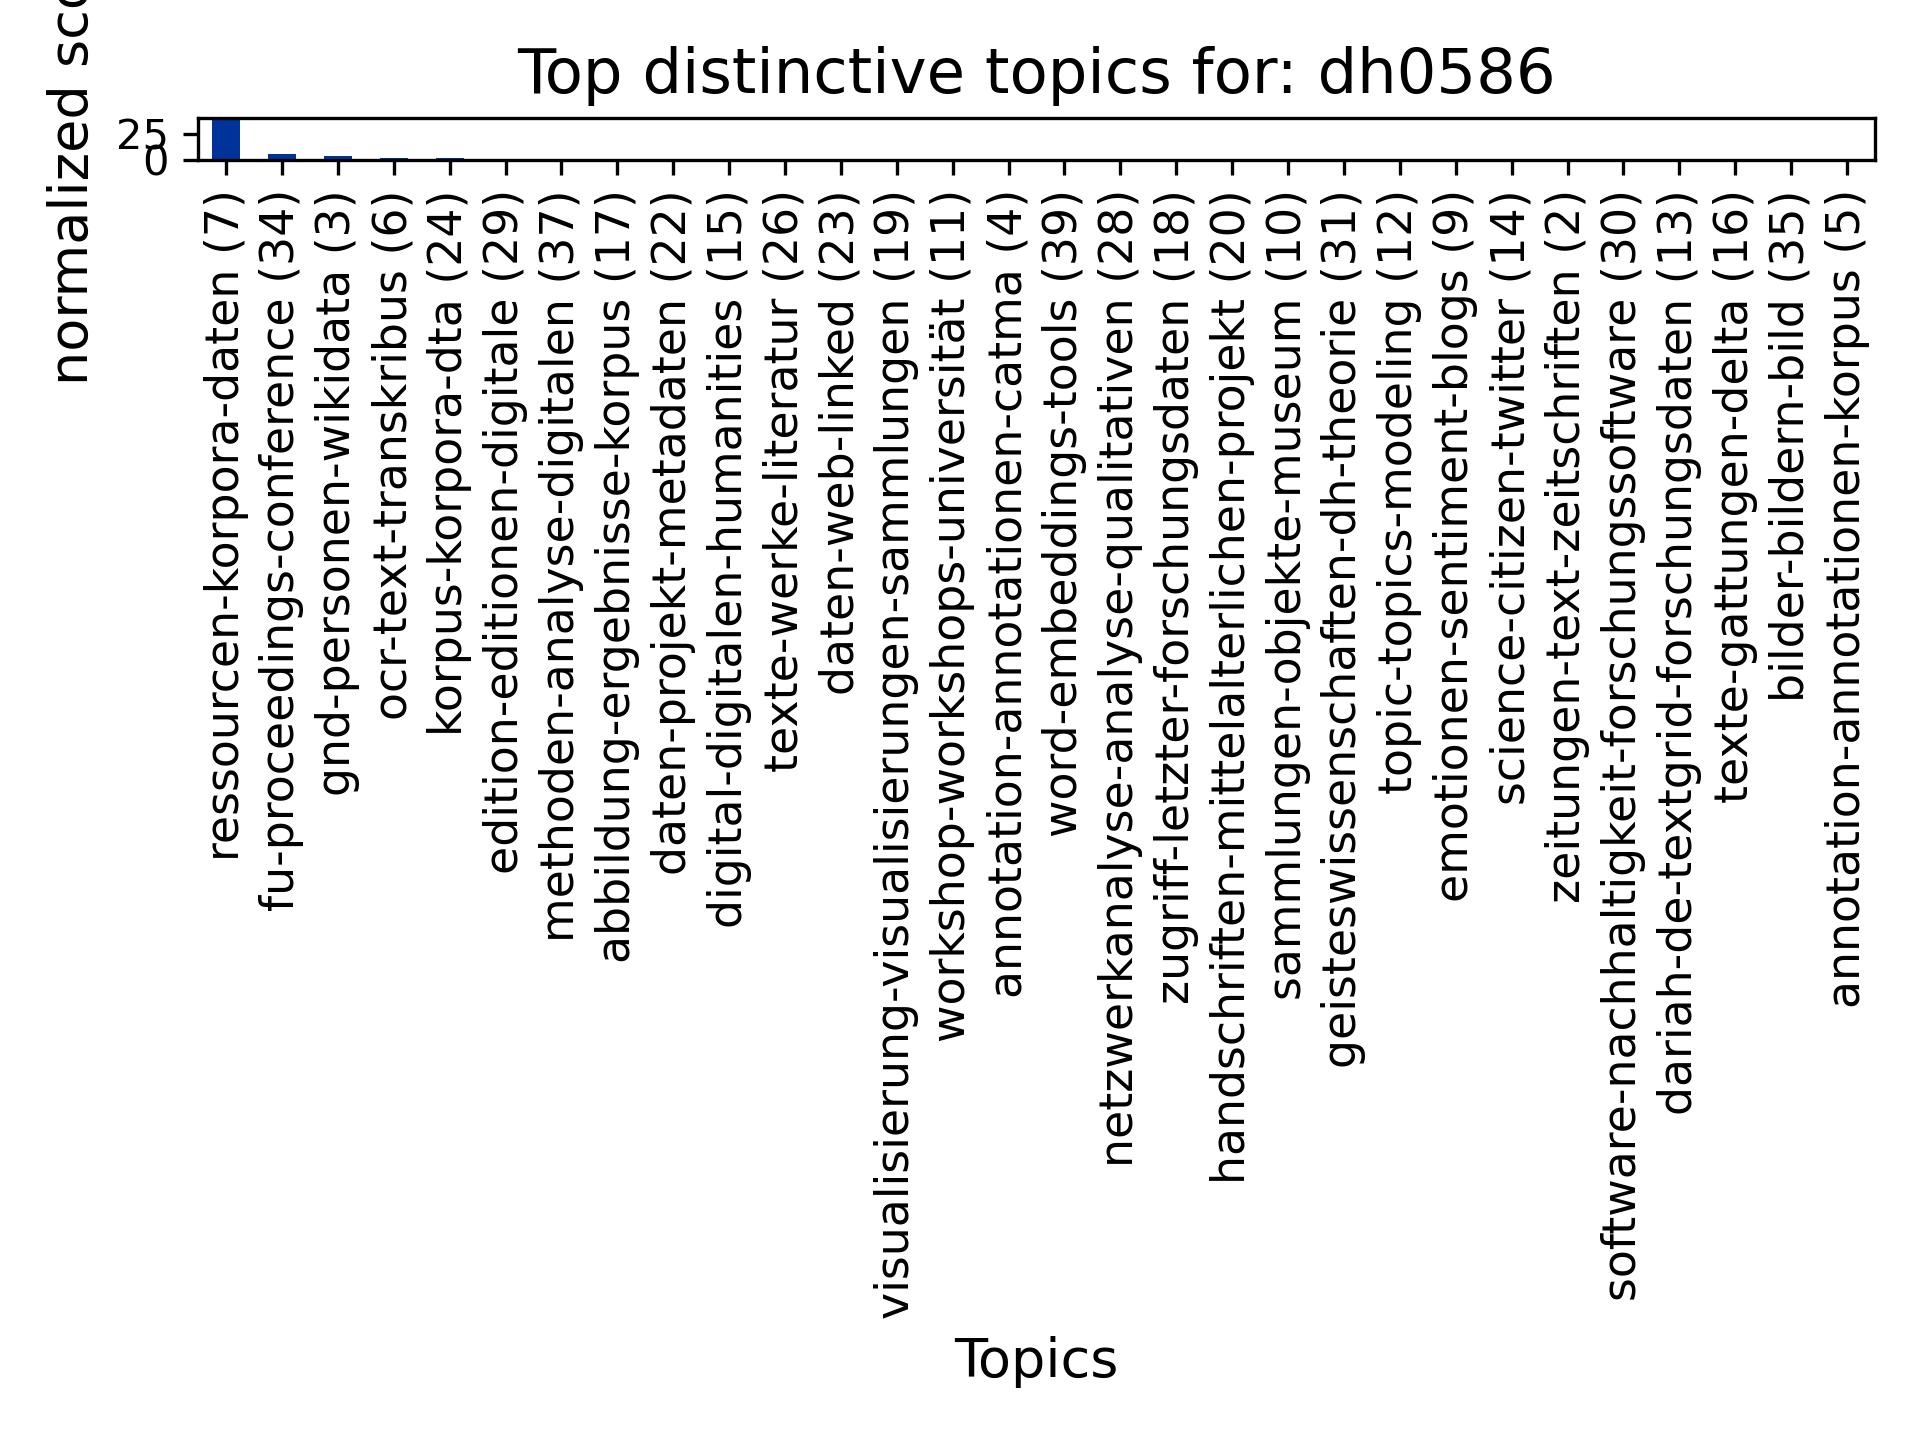 Top distinctive topics for: dh0586
normalized
25
0
ressourcen-korpora-daten (7)
fu-proceedings-conference (34)
gnd-personen-wikidata (3)
ocr-text-transkribus (6)
korpus-korpora-dta (24)
edition-editionen-digitale (29)
methoden-analyse-digitalen (37)
abbildung-ergebnisse-korpus (17)
daten-projekt-metadaten (22)
digital-digitalen-humanities (15)
texte-werke-literatur (26)
daten-web-linked (23)
visualisierung-visualisierungen-sammlungen (19)
workshop-workshops-universität (11)
annotation-annotationen-catma (4)
word-embeddings-tools (39)
netzwerkanalyse-analyse-qualitativen (28)
zugriff-letzter-forschungsdaten (18)
handschriften-mittelalterlichen-projekt (20)
sammlungen-objekte-museum (10)
geisteswissenschaften-dh-theorie (31)
topic-topics-modeling (12)
emotionen-sentiment-blogs (9)
science-citizen-twitter (14)
zeitungen-text-zeitschriften (2)
software-nachhaltigkeit-forschungssoftware (30)
dariah-de-textgrid-forschungsdaten (13)
texte-gattungen-delta (16)
bilder-bildern-bild (35)
annotation-annotationen-korpus (5)
Topics